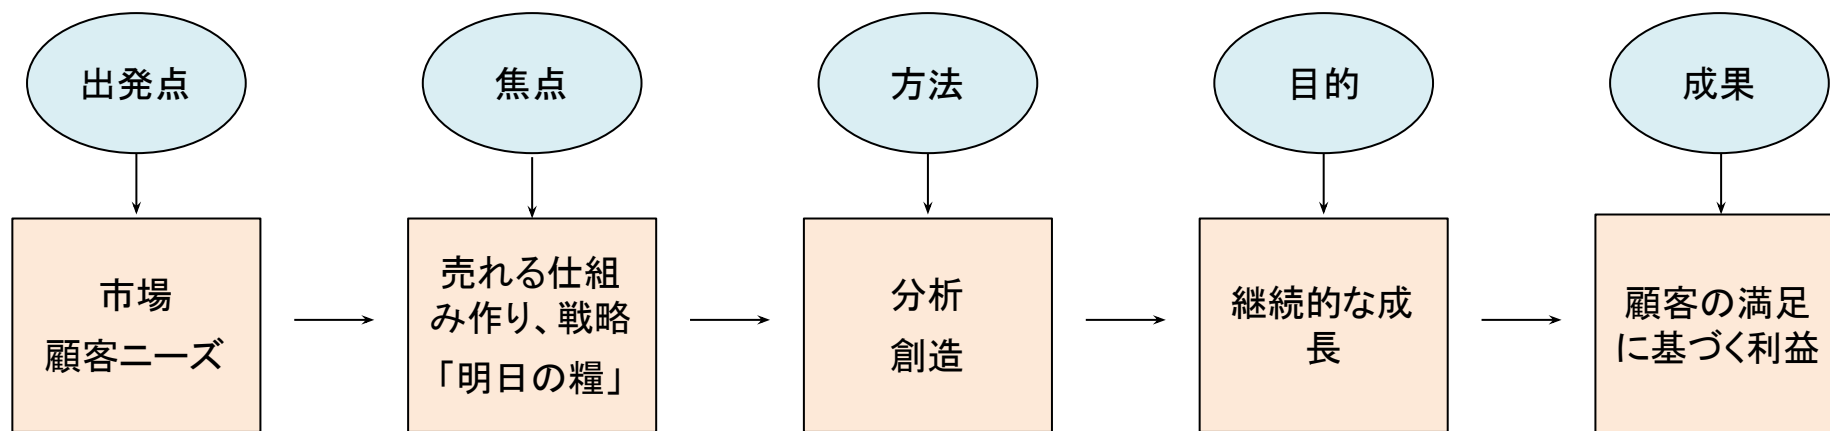 出発点
焦点
方法
目的
成果
市場
顧客ニーズ
売れる仕組
み作り、戦略
「明日の糧」
分析
創造
継続的な成
長
顧客の満足
に基づく利益